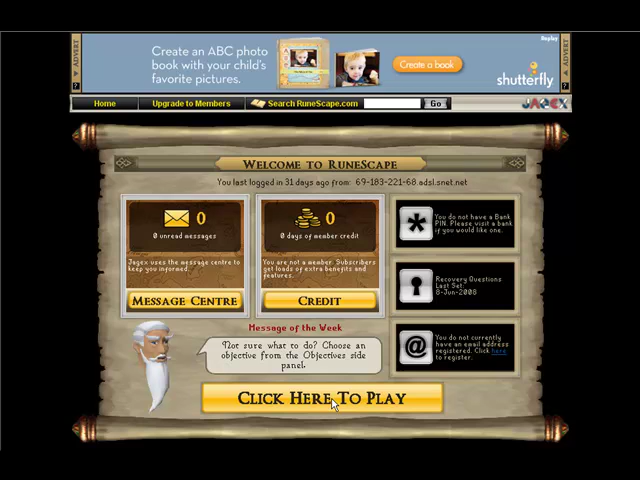 Replay
Create an ABC photo
book with your child's
favorite pictures.
Create a book
shutterfly
ADVERT
ADVERT
?
?
Home
Upgrade to Members
Search RuneScape.com
Go
JAGEX
WELCOME TO RUNESCAPE
You last logged in 31 days ago from: 69-183-221-68.adsl.snet.net
0
0 unread messages
Jagex uses the message centre to
keep you informed.
MESSAGE CENTRE
0
0 days of member credit
You are not a member. Subscribers
get loads of extra benefits and
features.
CREDIT
*
You do not have a Bank
PIN. Please visit a bank
if you would like one.
Recovery Questions
Last Set:
8-Jun-2008
@
You do not currently
have an email address
registered. Click here
to register.
Message of the Week
Not sure what to do? Choose an
objective from the Objectives side
panel.
CLICK HERE TO PLAY